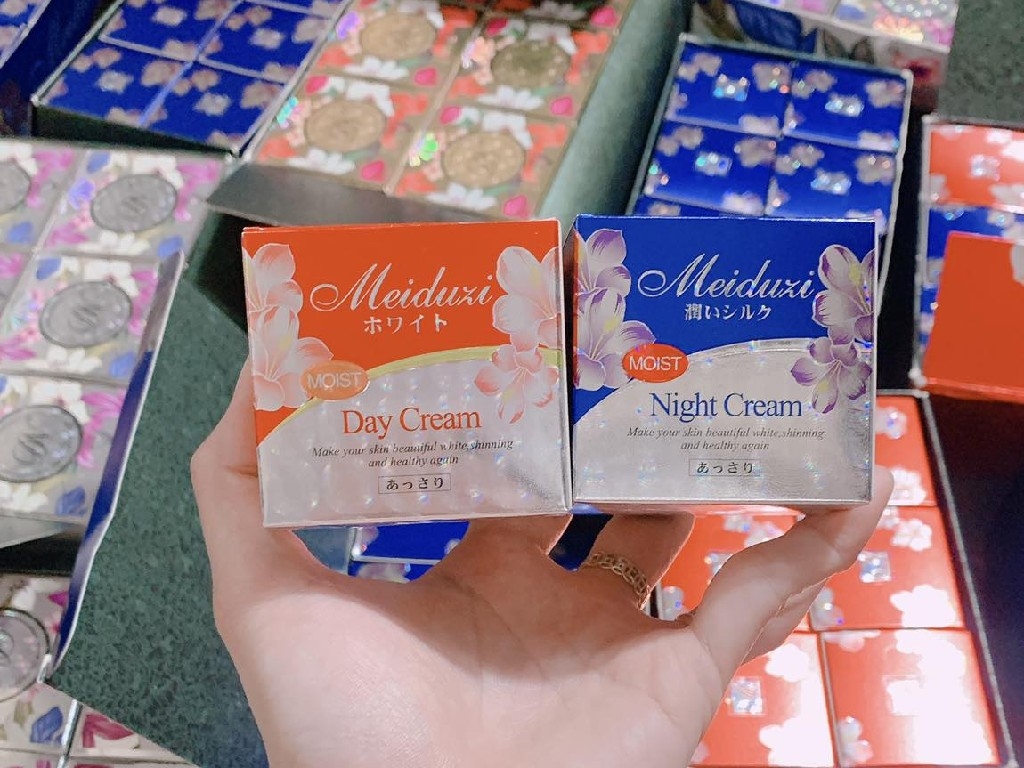 Meiduzi
ホワイト
MOIST
Day Cream
Make your skin beautiful white,shinning
and healthy again
あっさり
Meiduzi
潤いシルク
MOIST
Night Cream
Make your skin beautiful white,shinning
and healthy again
あっさり